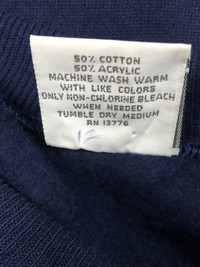 50% COTTON
50% ACRYLIC
MACHINE WASH WARM
WITH LIKE COLORS
ONLY NON-CHLORINE BLEACH
WHEN NEEDED
TUMBLE DRY MEDIUM
RN 13776